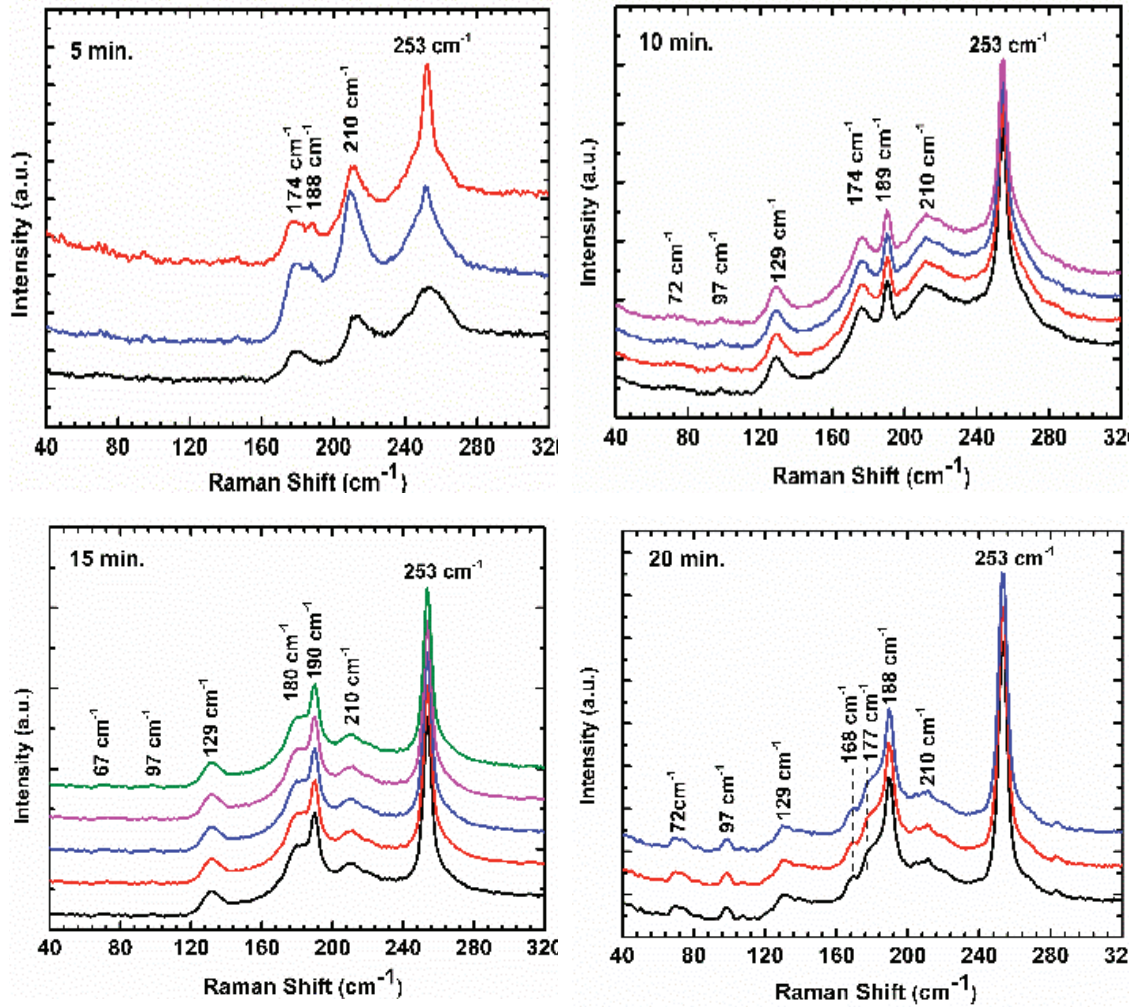 5 min.
253 cm-1
174 cm-1
188 cm-1
210 cm-1
Intensity (a.u.)
40 80 120 160 200 240 280 320
Raman Shift (cm-1)
10 min.
253 cm-1
72 cm-1
97 cm-1
129 cm-1
174 cm-1
189 cm-1
210 cm-1
Intensity (a.u.)
40 80 120 160 200 240 280 32
Raman Shift (cm-1)
15 min.
253 cm-1
67 cm-1
97 cm-1
129 cm-1
180 cm-1
190 cm-1
210 cm-1
Intensity (a.u.)
40 80 120 160 200 240 280 320
Raman Shift (cm-1)
20 min.
253 cm-1
72cm-1
97 cm-1
129 cm-1
168 cm-1
177 cm-1
188 cm-1
210 cm-1
Intensity (a.u.)
40 80 120 160 200 240 280 32
Raman Shift (cm-1)